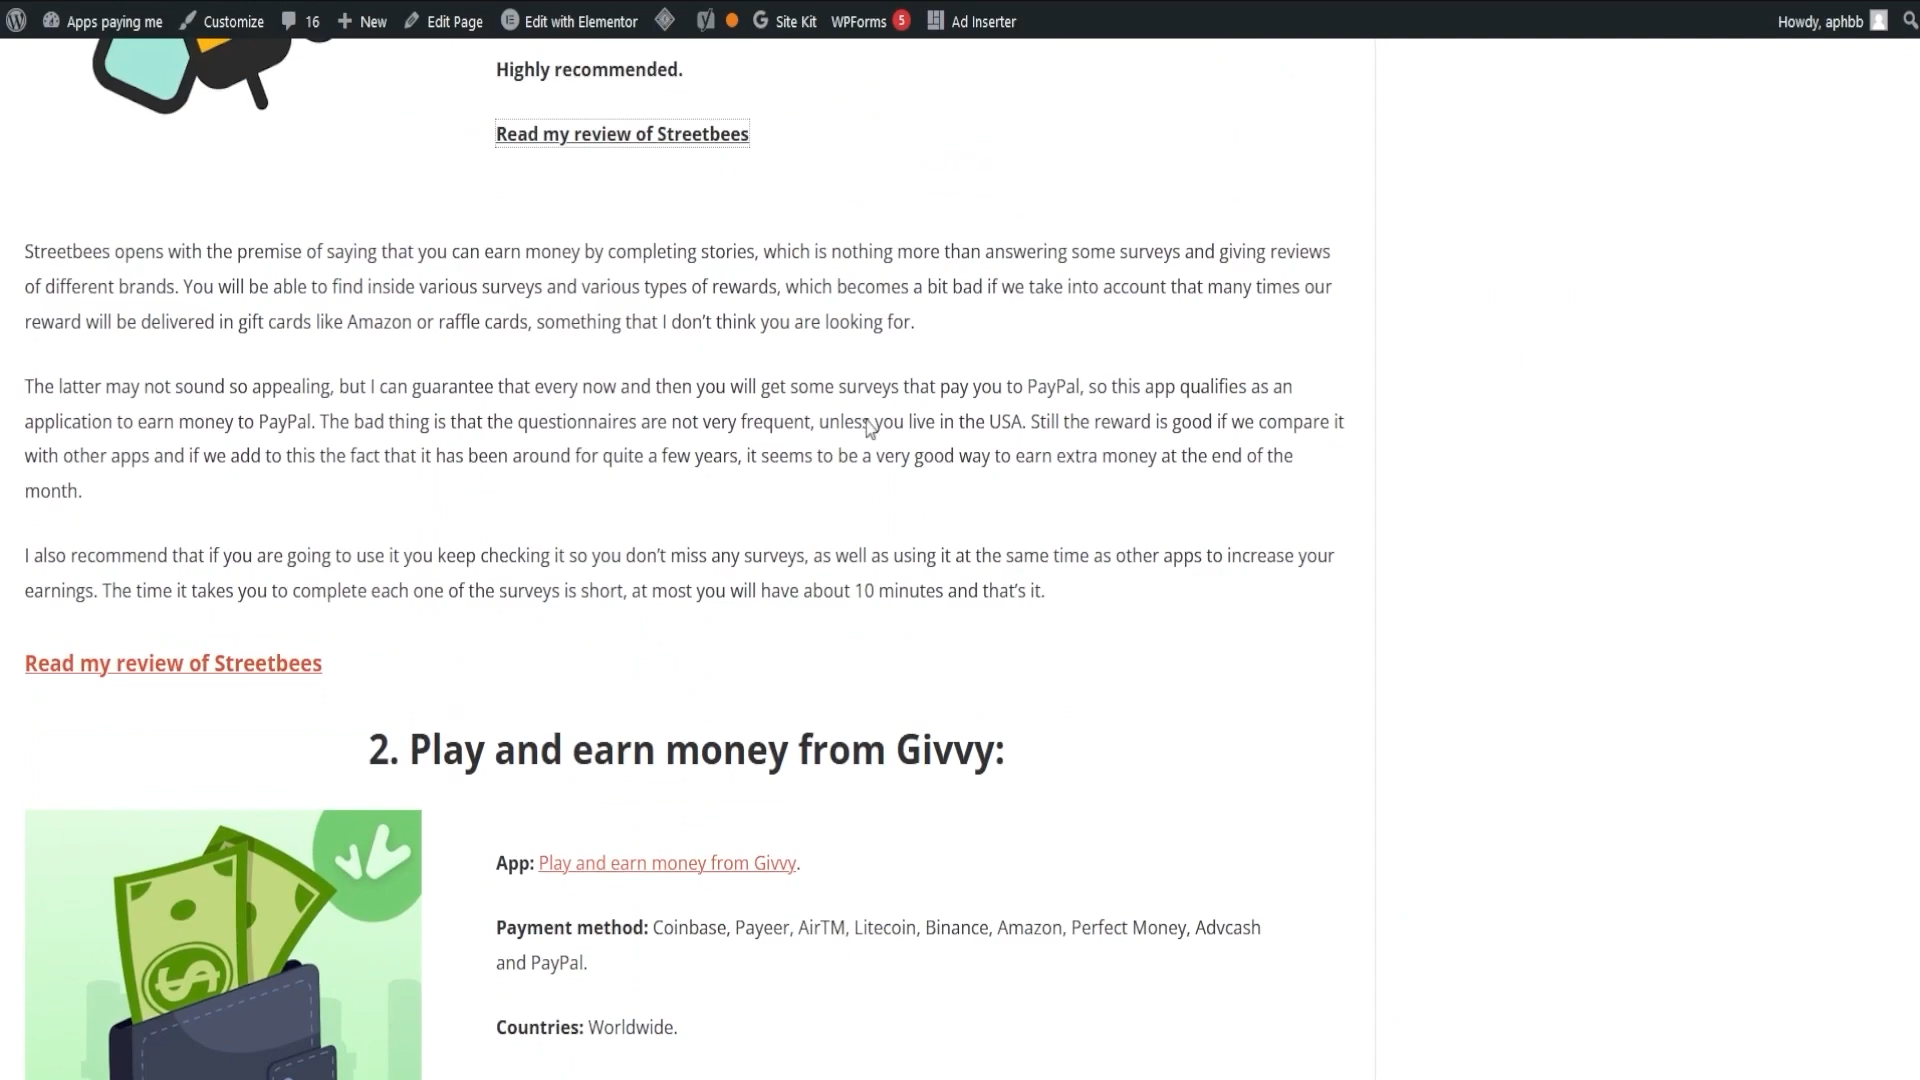 Apps paying me Customize 16 New Edit Page Edit with Elementor Site Kit WPForms 5 Ad Inserter Howdy, aphbb
Highly recommended.
Read my review of Streetbees
Streetbees opens with the premise of saying that you can earn money by completing stories, which is nothing more than answering some surveys and giving reviews
of different brands. You will be able to find inside various surveys and various types of rewards, which becomes a bit bad if we take into account that many times our
reward will be delivered in gift cards like Amazon or raffle cards, something that I don’t think you are looking for.
The latter may not sound so appealing, but I can guarantee that every now and then you will get some surveys that pay you to PayPal, so this app qualifies as an
application to earn money to PayPal. The bad thing is that the questionnaires are not very frequent, unless you live in the USA. Still the reward is good if we compare it
with other apps and if we add to this the fact that it has been around for quite a few years, it seems to be a very good way to earn extra money at the end of the
month.
I also recommend that if you are going to use it you keep checking it so you don’t miss any surveys, as well as using it at the same time as other apps to increase your
earnings. The time it takes you to complete each one of the surveys is short, at most you will have about 10 minutes and that’s it.
Read my review of Streetbees
2. Play and earn money from Givvy:
App: Play and earn money from Givvy.
Payment method: Coinbase, Payeer, AirTM, Litecoin, Binance, Amazon, Perfect Money, Advcash
and PayPal.
Countries: Worldwide.